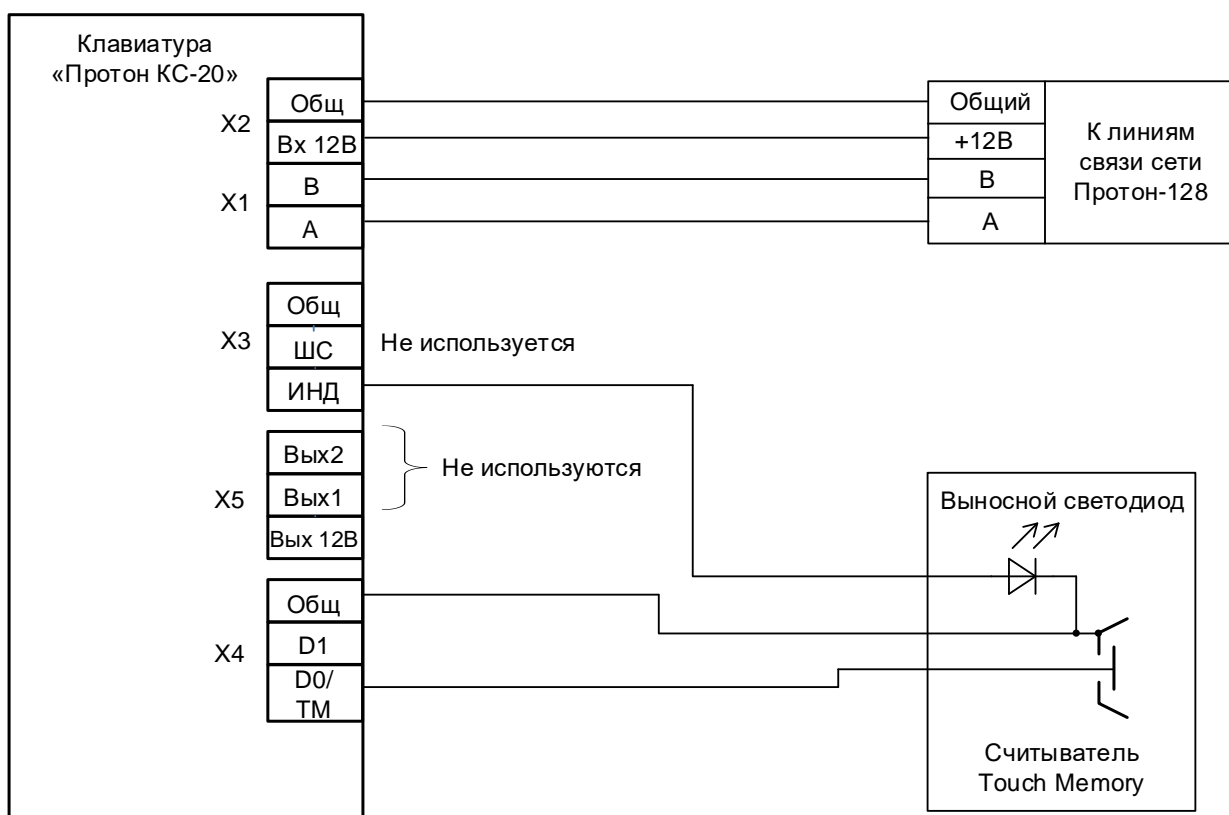 Клавиатура
«Протон КС-20»
X2
Общ
Вх 12В
X1
B
A
Общий
+12В
B
A
К линиям
связи сети
Протон-128
X3
Общ
ШС
ИНД
Не используется
X5
Вых2
Вых1
Вых 12В
Не используются
X4
Общ
D1
D0/
TM
Выносной светодиод
Считыватель
Touch Memory